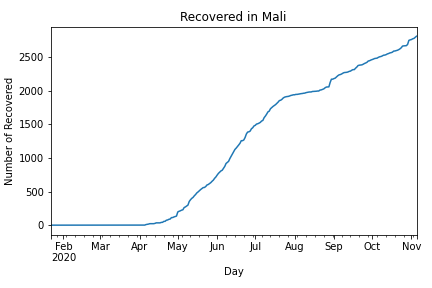 Recovered in Mali
Number of Recovered
2500
2000
1500
1000
500
0
Feb Mar Apr May Jun Jul Aug Sep Oct Nov
2020
Day